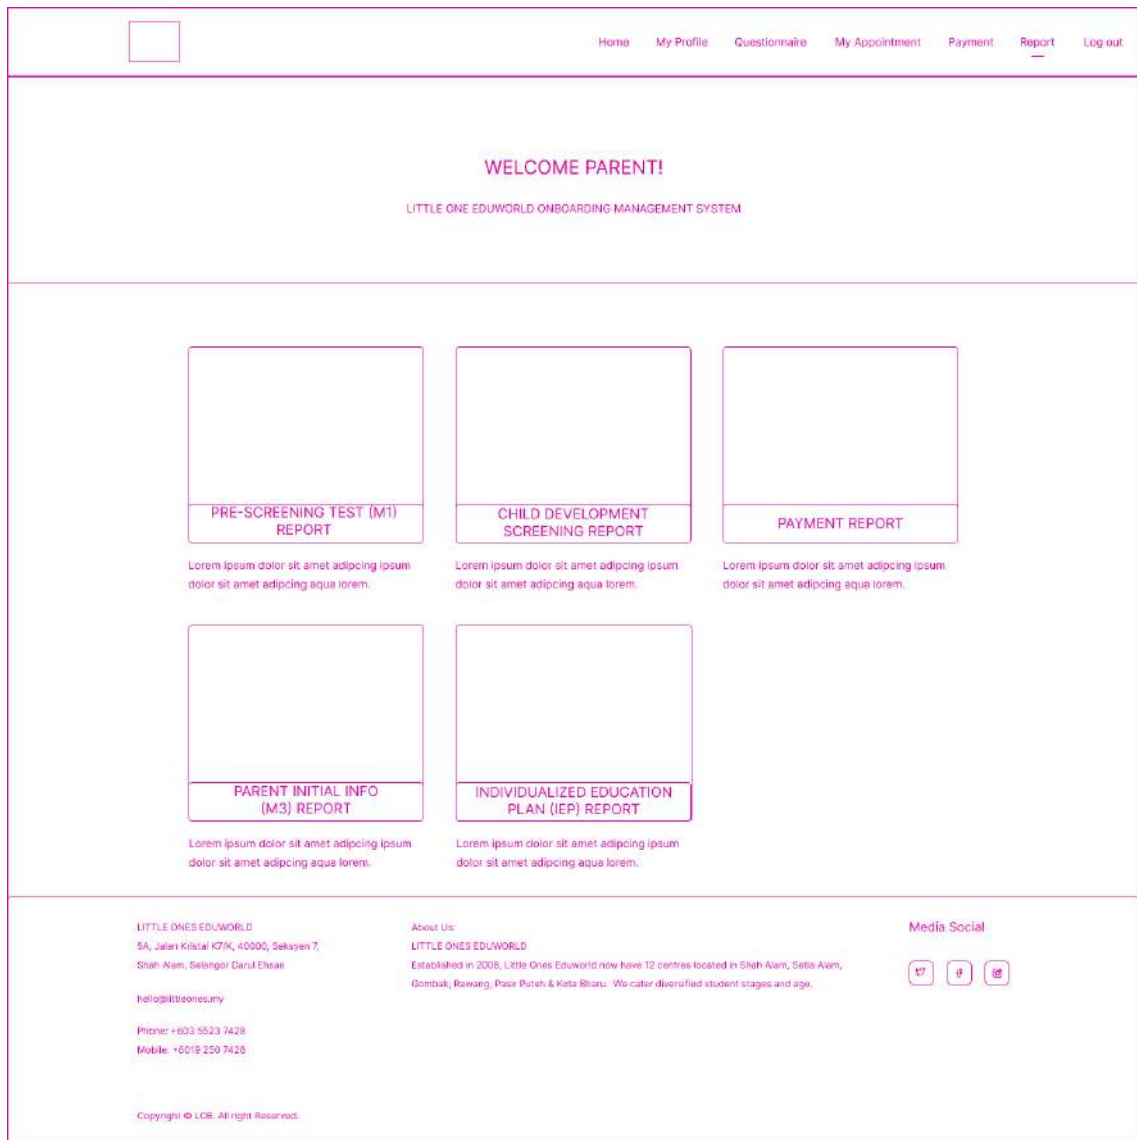 Home My Profile Questionnaire My Appointment Payment Report Log out
WELCOME PARENT!
LITTLE ONE EDUWORLD ONBOARDING MANAGEMENT SYSTEM
PRE-SCREENING TEST (M1)
REPORT
Lorem ipsum dolor sit amet adipcing ipsum
dolor sit amet adipcing aqua lorem.
CHILD DEVELOPMENT
SCREENING REPORT
Lorem ipsum dolor sit amet adipcing ipsum
dolor sit amet adipcing aqua lorem.
PAYMENT REPORT
Lorem ipsum dolor sit amet adipcing ipsum
dolor sit amet adipcing aqua lorem.
PARENT INITIAL INFO
(M3) REPORT
Lorem ipsum dolor sit amet adipcing ipsum
dolor sit amet adipcing aqua lorem.
INDIVIDUALIZED EDUCATION
PLAN (IEP) REPORT
Lorem ipsum dolor sit amet adipcing ipsum
dolor sit amet adipcing aqua lorem.
LITTLE ONES EDUWORLD
5A, Jalan Kristal K7/K, 40000, Seksyen 7,
Shah Alam, Selangor Darul Ehsan
hello@littleones.my
Phone: +603 5523 7428
Mobile: +6019 250 7428
Copyright © LOE. All right Reserved.
About Us:
LITTLE ONES EDUWORLD
Established in 2008, Little Ones Eduworld now have 12 centres located in Shah Alam, Setia Alam,
Gombak, Rawang, Pasir Puteh & Kota Bharu. We cater diversified student stages and age.
Media Social